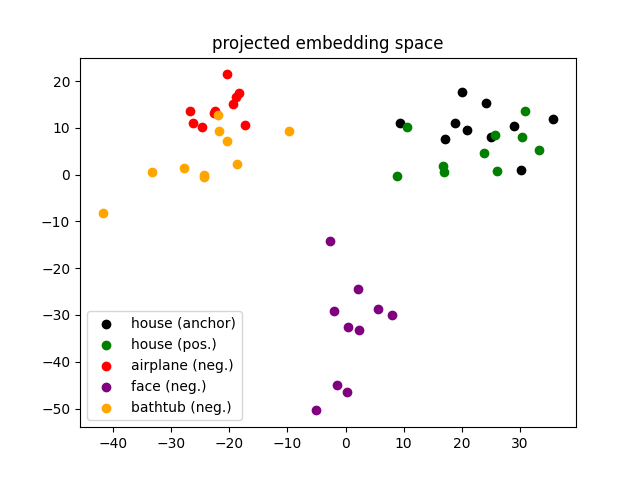 projected embedding space
20
10
0
−10
−20
−30
−40
−50
house (anchor)
house (pos.)
airplane (neg.)
face (neg.)
bathtub (neg.)
−40 −30 −20 −10 0 10 20 30